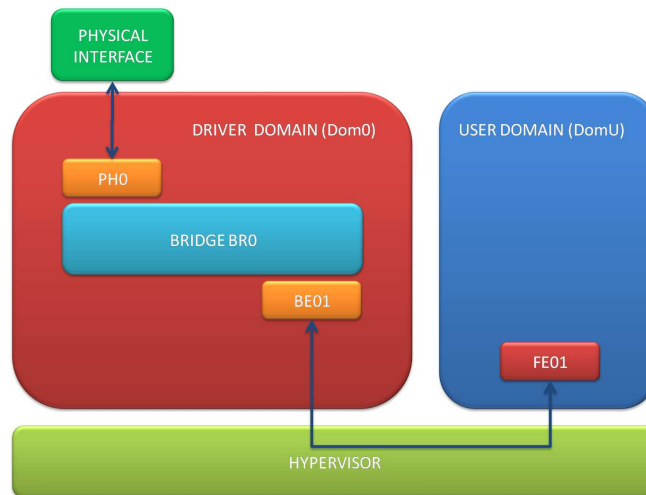 PHYSICAL
INTERFACE
DRIVER DOMAIN (Dom0)
USER DOMAIN (DomU)
PH0
BRIDGE BR0
BE01
FE01
HYPERVISOR